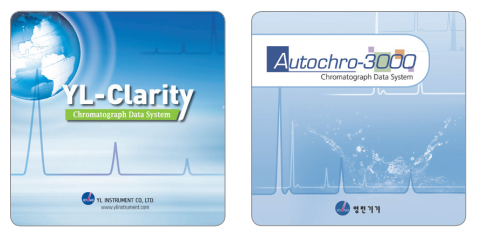 YL-Clarity
Chromatograph Data System
YL INSTRUMENT CO., LTD.
www.ylinstrument.com
Autochro-3000
Chromatograph Data System
영린기기